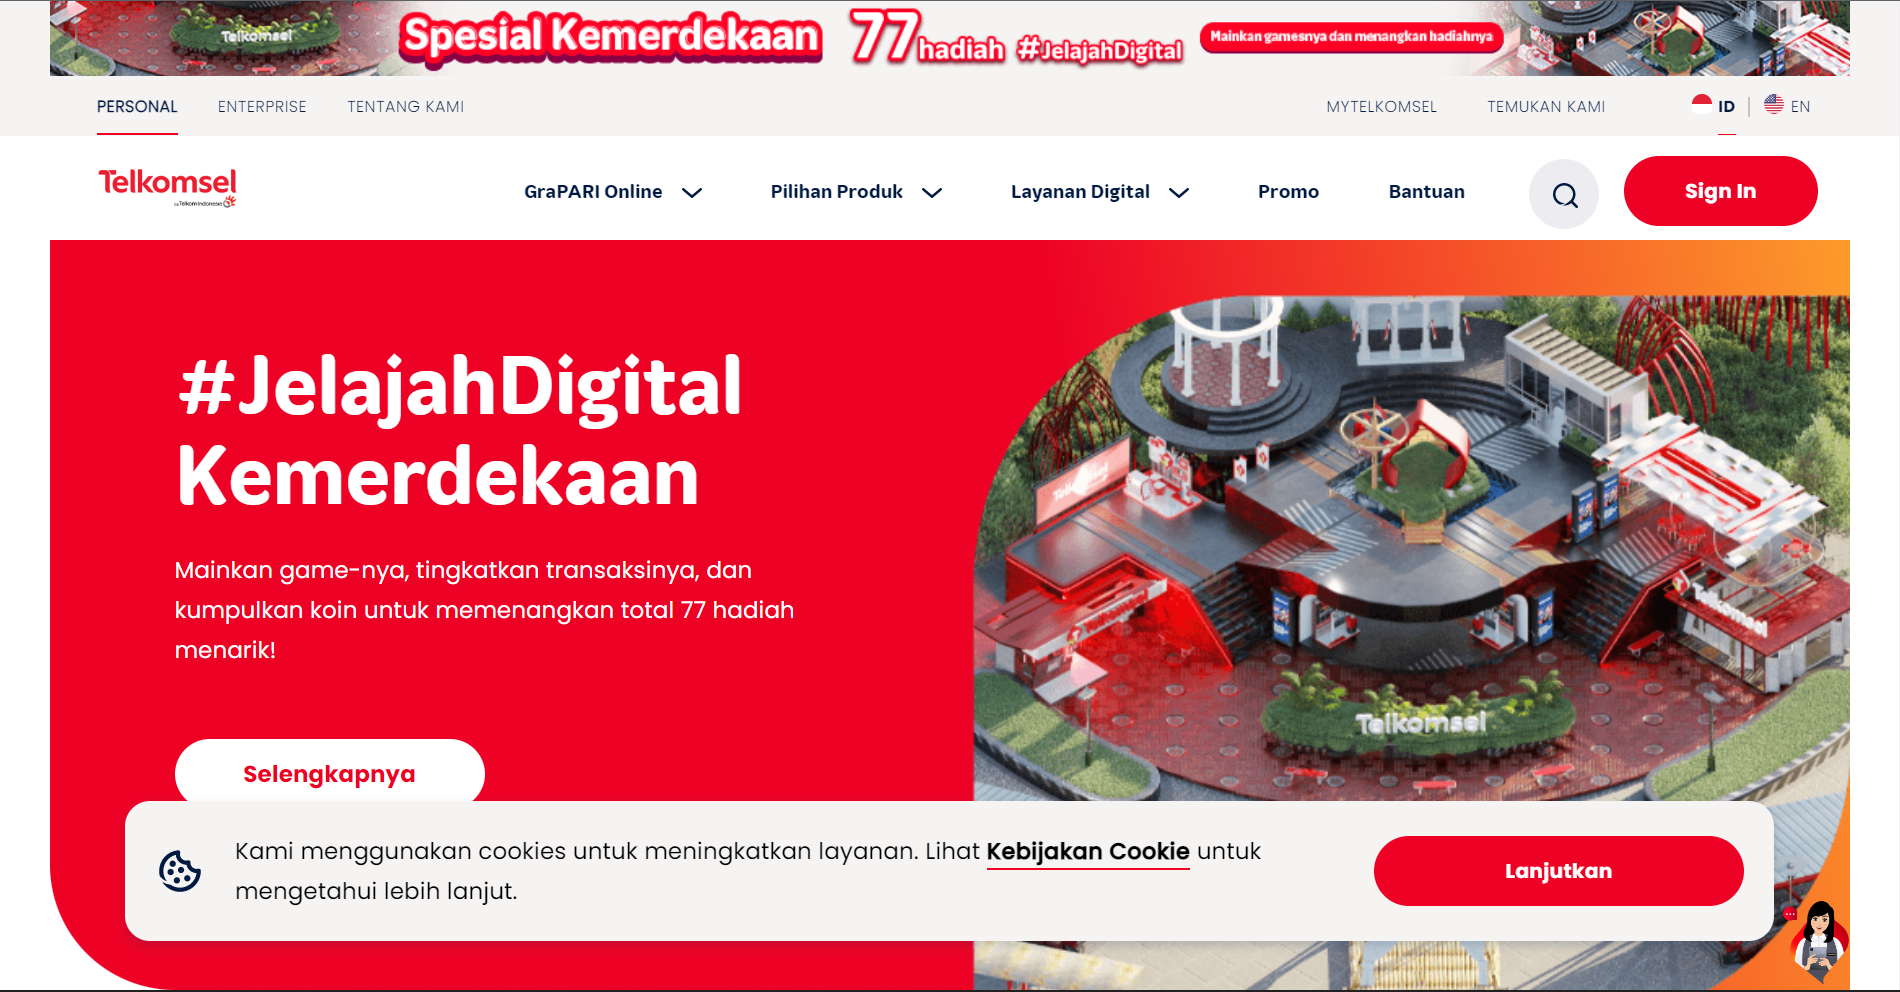 Telkomsel
Spesial Kemerdekaan
77 hadiah #JelajahDigital
Mainkan gamesnya dan menangkan hadiahnya
PERSONAL ENTERPRISE TENTANG KAMI MYTELKOMSEL TEMUKAN KAMI ID | EN
Telkomsel
by Telkom Indonesia
GraPARI Online Pilihan Produk Layanan Digital Promo Bantuan Sign In
#JelajahDigital
Kemerdekaan
Mainkan game-nya, tingkatkan transaksinya, dan
kumpulkan koin untuk memenangkan total 77 hadiah
menarik!
Selengkapnya
Telkomsel
Telkomsel
Telkomsel
Kami menggunakan cookies untuk meningkatkan layanan. Lihat Kebijakan Cookie untuk
mengetahui lebih lanjut.
Lanjutkan